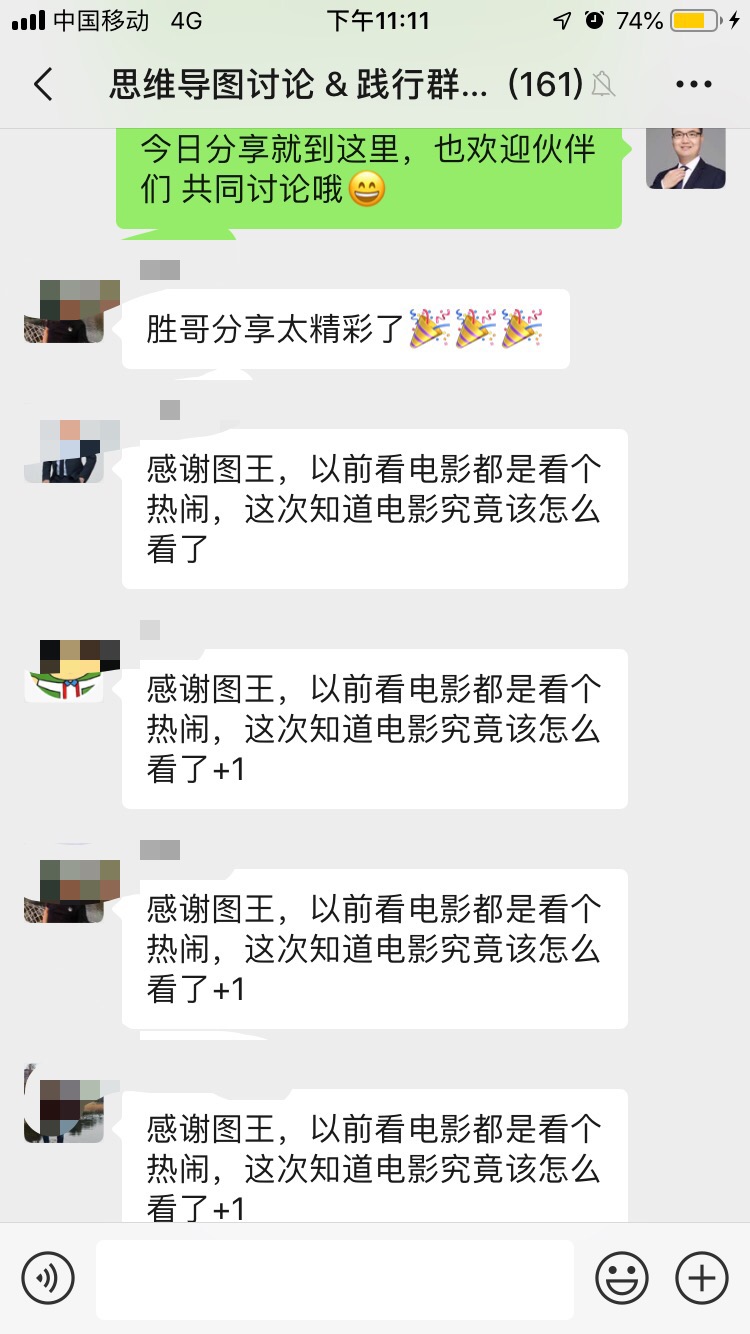 中国移动 4G 下午11:11 74%
思维导图讨论 & 践行群... (161)
今日分享就到这里，也欢迎伙伴
们 共同讨论哦😄
胜哥分享太精彩了🎉🎉🎉
感谢图王，以前看电影都是看个
热闹，这次知道电影究竟该怎么
看了
感谢图王，以前看电影都是看个
热闹，这次知道电影究竟该怎么
看了+1
感谢图王，以前看电影都是看个
热闹，这次知道电影究竟该怎么
看了+1
感谢图王，以前看电影都是看个
热闹，这次知道电影究竟该怎么
看了+1